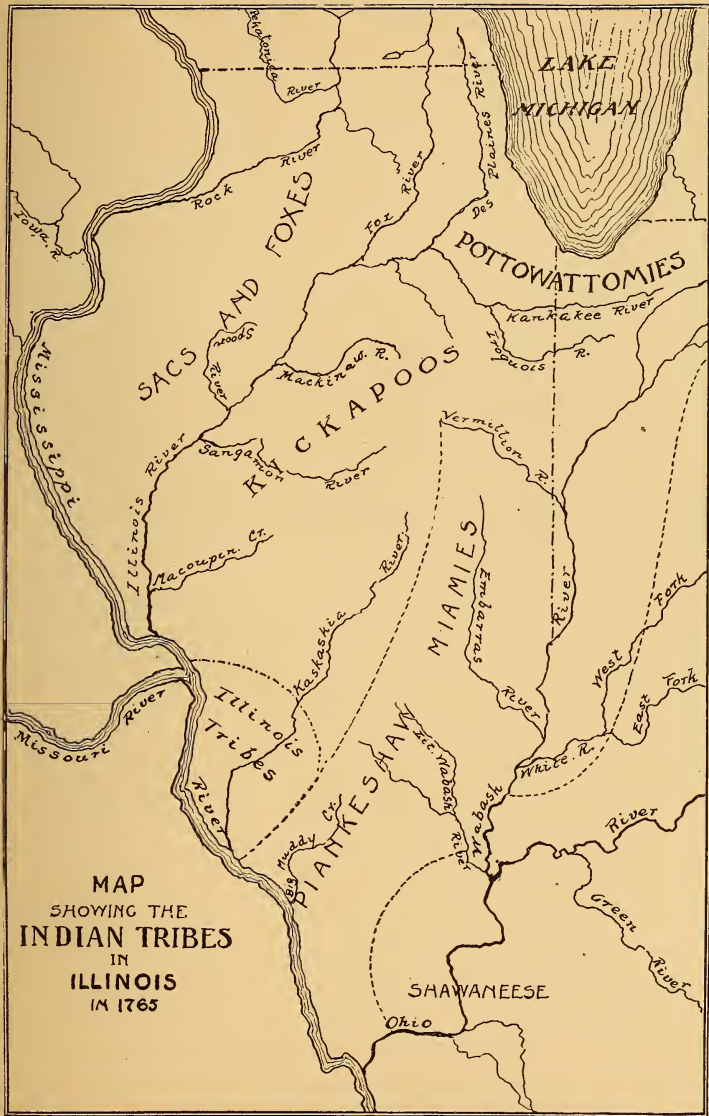 Pehatonica
River
LAKE
MICHIGAN
Des Plaines River
Rock River
Fox River
Iowa. R.
SACS AND FOXES
POTTOWATTOMIES
Kankakee River
Iroquois R.
Spoon
River
Mackinaw. R.
KICKAPOOS
Mississippi
Vermillion R.
Illinois River
Sangamon
River
Macoupin. Cr.
Kaskaskia River
MIAMIES
Embarras
River
River
West Fork
East Fork
Illinois
Tribes
Missouri River
River
PIANKESHAW
Lit Wabash
River
Wabash
White. R.
River
Big Muddy Cr.
Green
River
MAP
SHOWING THE
INDIAN TRIBES
IN
ILLINOIS
IN 1765
SHAWANEESE
Ohio